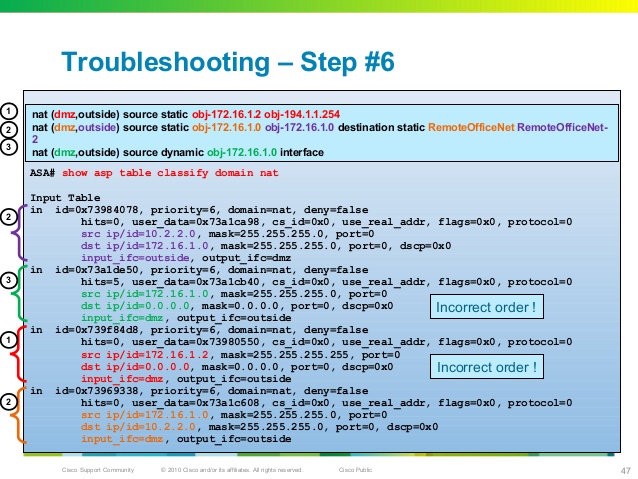 Troubleshooting – Step #6
1
nat (dmz,outside) source static obj-172.16.1.2 obj-194.1.1.254
2
nat (dmz,outside) source static obj-172.16.1.0 obj-172.16.1.0 destination static RemoteOfficeNet RemoteOfficeNet-
2
3
nat (dmz,outside) source dynamic obj-172.16.1.0 interface
ASA# show asp table classify domain nat
Input Table
2
in id=0x73984078, priority=6, domain=nat, deny=false
hits=0, user_data=0x73a1ca98, cs_id=0x0, use_real_addr, flags=0x0, protocol=0
src ip/id=10.2.2.0, mask=255.255.255.0, port=0
dst ip/id=172.16.1.0, mask=255.255.255.0, port=0, dscp=0x0
input_ifc=outside, output_ifc=dmz
3
in id=0x73a1de50, priority=6, domain=nat, deny=false
hits=5, user_data=0x73a1cb40, cs_id=0x0, use_real_addr, flags=0x0, protocol=0
src ip/id=172.16.1.0, mask=255.255.255.0, port=0
dst ip/id=0.0.0.0, mask=0.0.0.0, port=0, dscp=0x0
input_ifc=dmz, output_ifc=outside
Incorrect order !
1
in id=0x739f84d8, priority=6, domain=nat, deny=false
hits=0, user_data=0x73980550, cs_id=0x0, use_real_addr, flags=0x0, protocol=0
src ip/id=172.16.1.2, mask=255.255.255.255, port=0
dst ip/id=0.0.0.0, mask=0.0.0.0, port=0, dscp=0x0
input_ifc=dmz, output_ifc=outside
Incorrect order !
2
in id=0x73969338, priority=6, domain=nat, deny=false
hits=0, user_data=0x73a1c608, cs_id=0x0, use_real_addr, flags=0x0, protocol=0
src ip/id=172.16.1.0, mask=255.255.255.0, port=0
dst ip/id=10.2.2.0, mask=255.255.255.0, port=0, dscp=0x0
input_ifc=dmz, output_ifc=outside
Cisco Support Community © 2010 Cisco and/or its affiliates. All rights reserved. Cisco Public 47